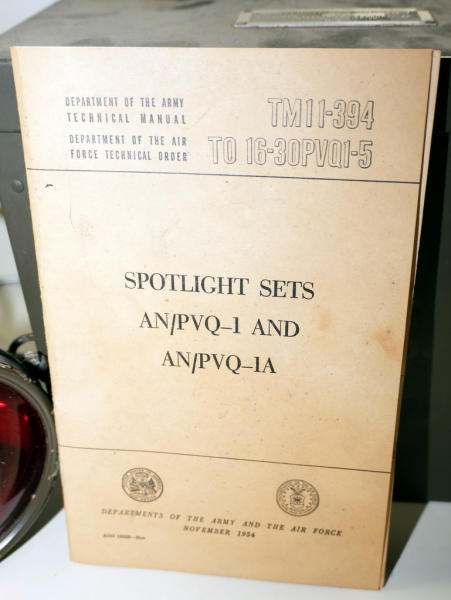 DEPARTMENT OF THE ARMY
TECHNICAL MANUAL
TM11-394
DEPARTMENT OF THE AIR
FORCE TECHNICAL ORDER
TO 16-30PVQ1-5
SPOTLIGHT SETS
AN/PVQ-1 AND
AN/PVQ-1A
DEPARTMENTS OF THE ARMY AND THE AIR FORCE
NOVEMBER 1954